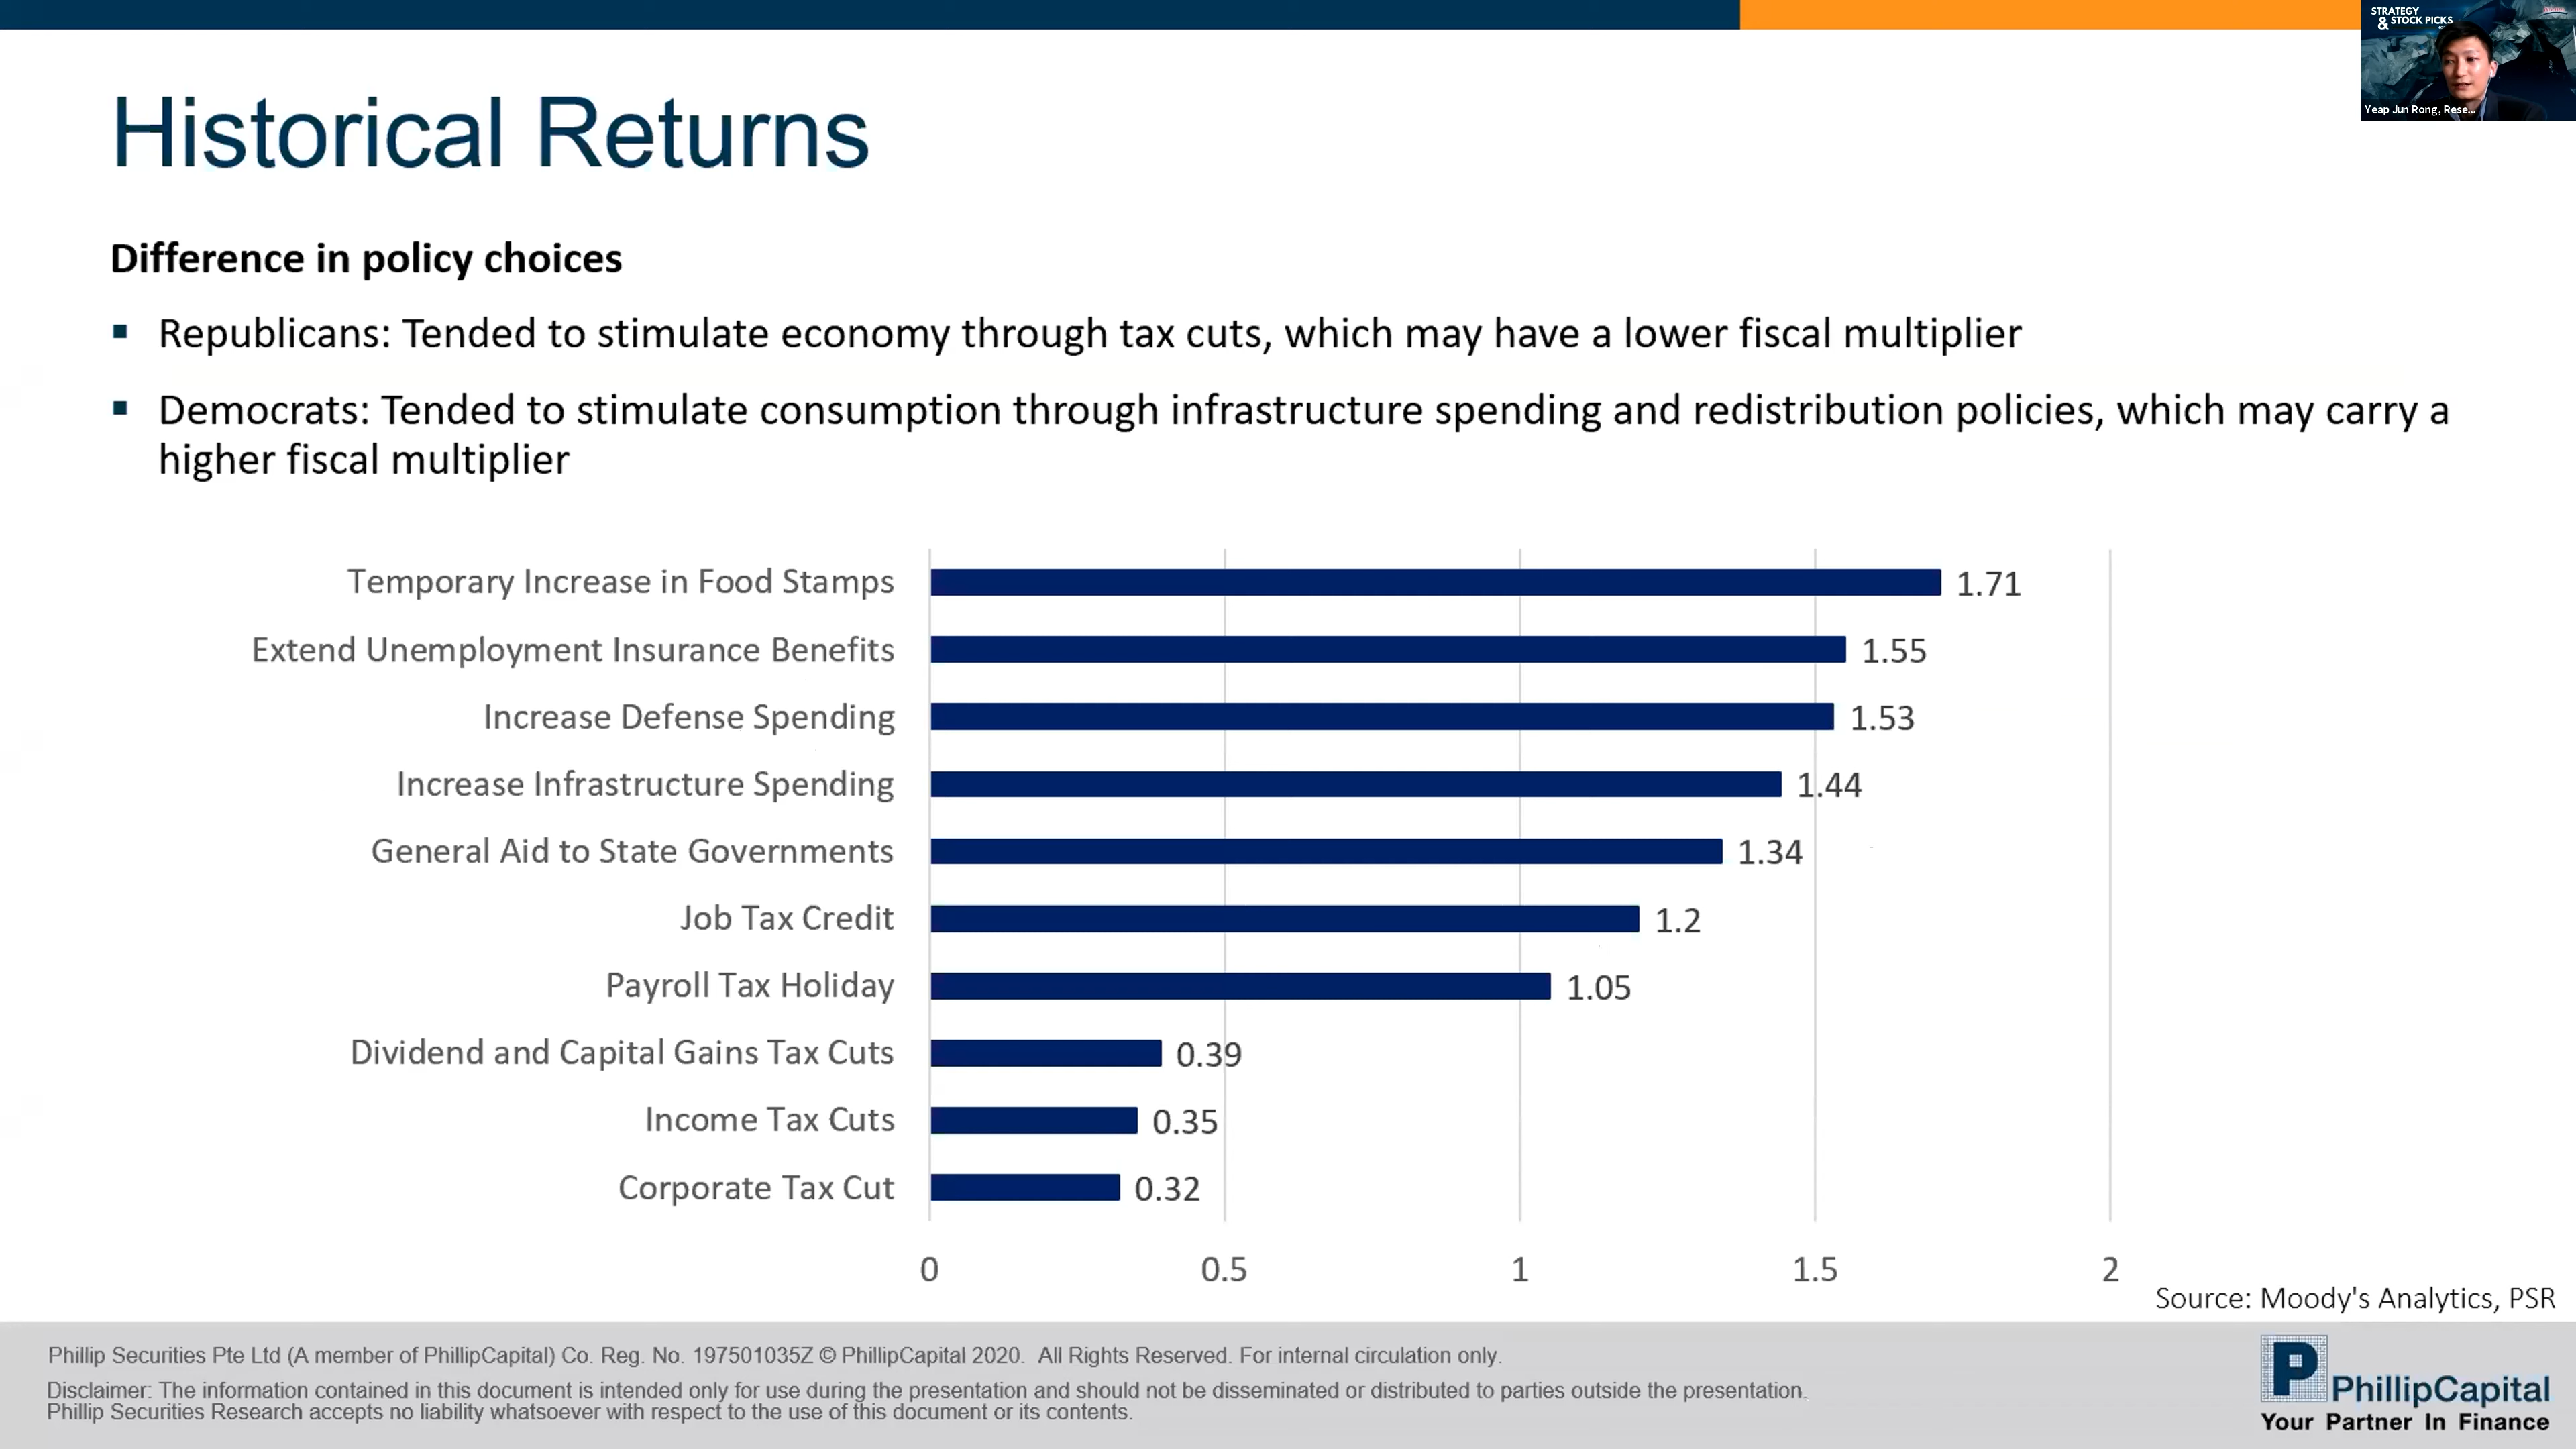 STRATEGY
& STOCK PICKS
Yeap Jun Rong, Rese...
Historical Returns
Difference in policy choices
▪ Republicans: Tended to stimulate economy through tax cuts, which may have a lower fiscal multiplier
▪ Democrats: Tended to stimulate consumption through infrastructure spending and redistribution policies, which may carry a
higher fiscal multiplier
Temporary Increase in Food Stamps 1.71
Extend Unemployment Insurance Benefits 1.55
Increase Defense Spending 1.53
Increase Infrastructure Spending 1.44
General Aid to State Governments 1.34
Job Tax Credit 1.2
Payroll Tax Holiday 1.05
Dividend and Capital Gains Tax Cuts 0.39
Income Tax Cuts 0.35
Corporate Tax Cut 0.32
0 0.5 1 1.5 2
Source: Moody's Analytics, PSR
Phillip Securities Pte Ltd (A member of PhillipCapital) Co. Reg. No. 197501035Z © PhillipCapital 2020. All Rights Reserved. For internal circulation only.
Disclaimer: The information contained in this document is intended only for use during the presentation and should not be disseminated or distributed to parties outside the presentation.
Phillip Securities Research accepts no liability whatsoever with respect to the use of this document or its contents.
P PhillipCapital
Your Partner In Finance